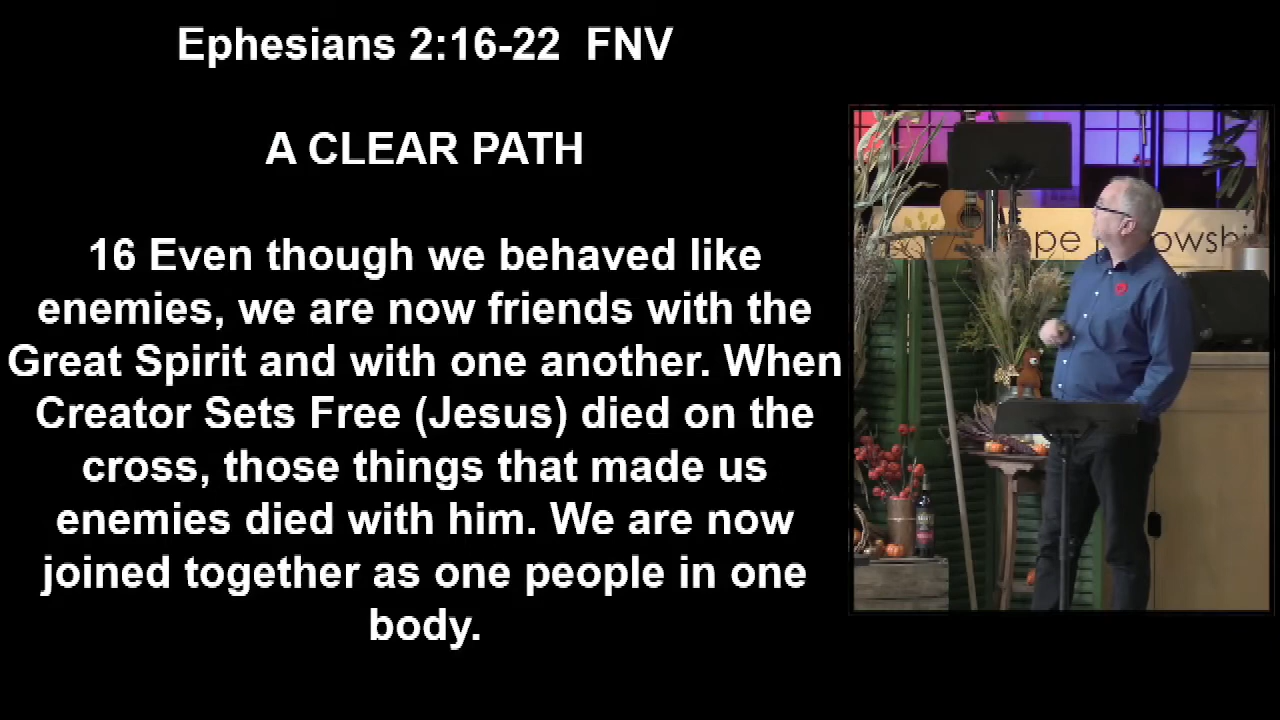 Ephesians 2:16-22 FNV
A CLEAR PATH
16 Even though we behaved like
enemies, we are now friends with the
Great Spirit and with one another. When
Creator Sets Free (Jesus) died on the
cross, those things that made us
enemies died with him. We are now
joined together as one people in one
body.